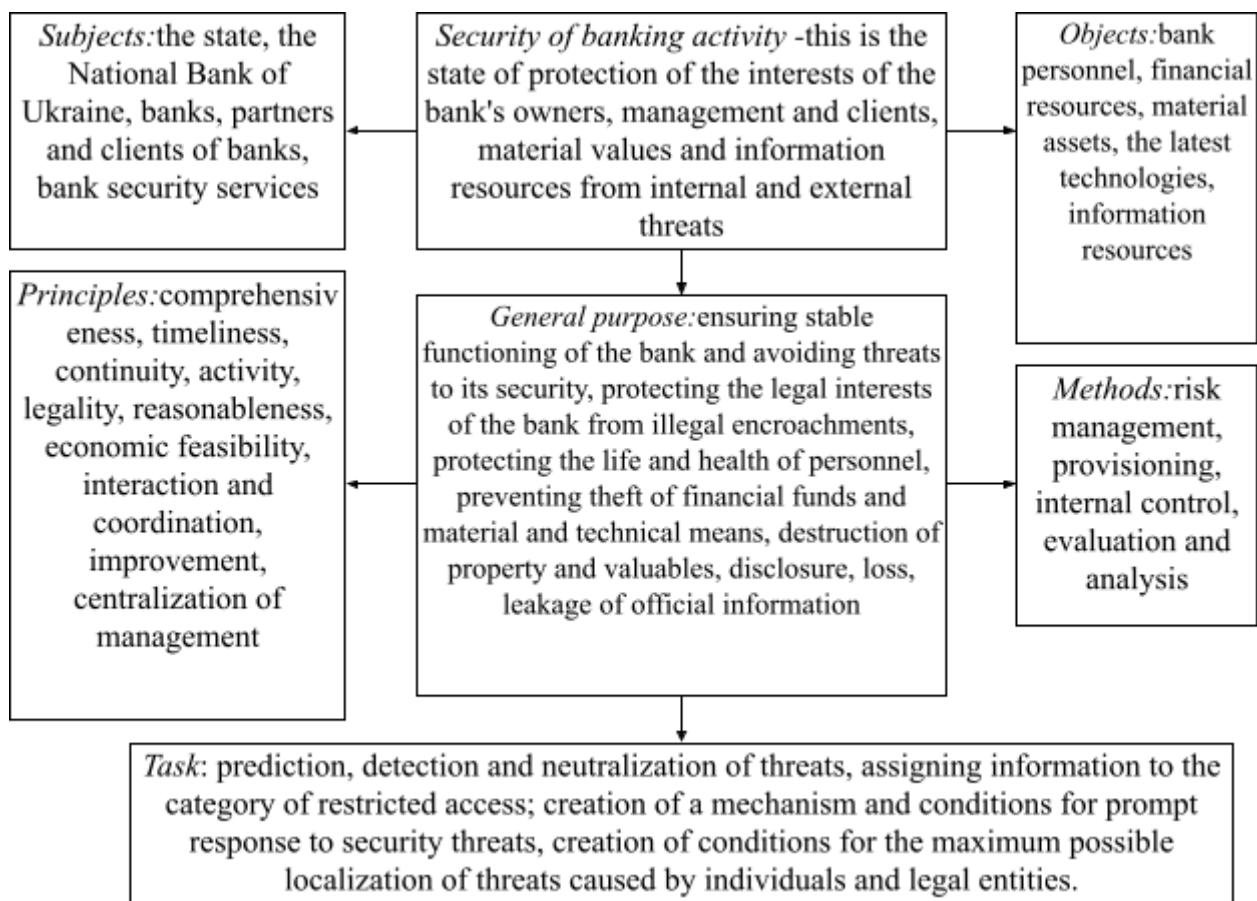 Subjects:the state, the
National Bank of
Ukraine, banks, partners
and clients of banks,
bank security services
Security of banking activity -this is the
state of protection of the interests of the
bank's owners, management and clients,
material values and information
resources from internal and external
threats
Objects:bank
personnel, financial
resources, material
assets, the latest
technologies,
information
resources
Principles:comprehensiv
eness, timeliness,
continuity, activity,
legality, reasonableness,
economic feasibility,
interaction and
coordination,
improvement,
centralization of
management
General purpose:ensuring stable
functioning of the bank and avoiding threats
to its security, protecting the legal interests
of the bank from illegal encroachments,
protecting the life and health of personnel,
preventing theft of financial funds and
material and technical means, destruction of
property and valuables, disclosure, loss,
leakage of official information
Methods:risk
management,
provisioning,
internal control,
evaluation and
analysis
Task: prediction, detection and neutralization of threats, assigning information to the
category of restricted access; creation of a mechanism and conditions for prompt
response to security threats, creation of conditions for the maximum possible
localization of threats caused by individuals and legal entities.